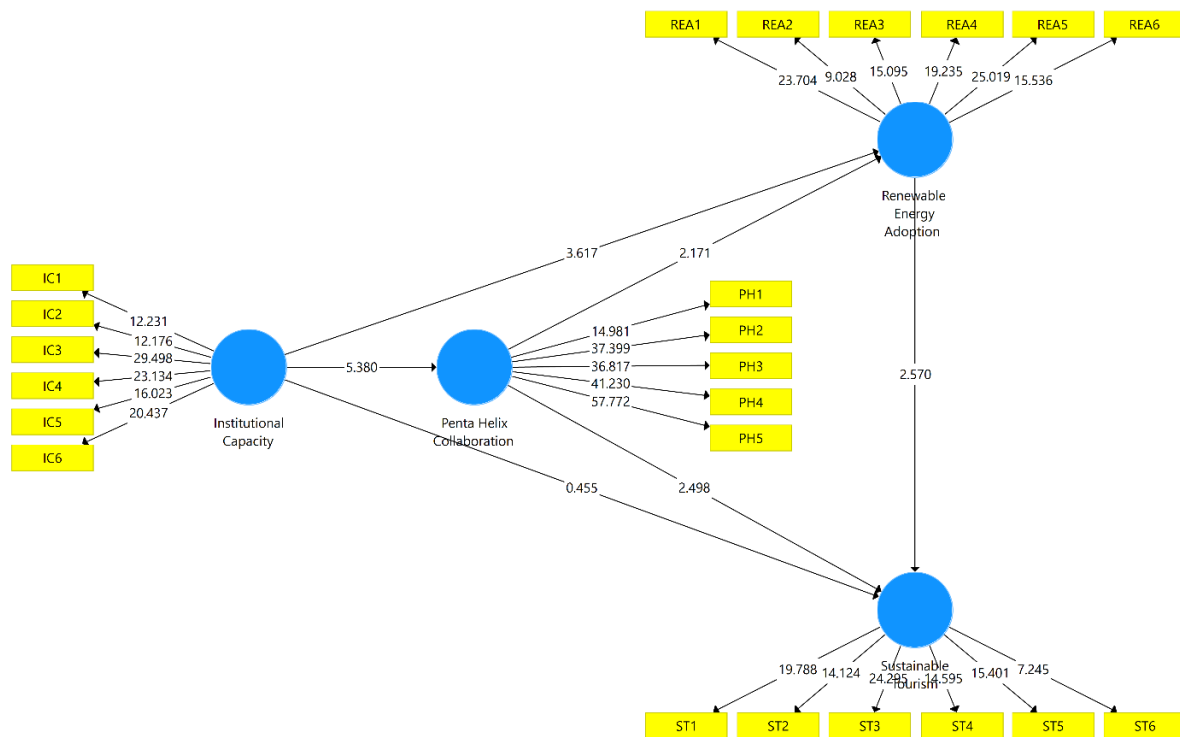 REA1 REA2 REA3 REA4 REA5 REA6
23.704 9.028 15.095 19.235 25.019 15.536
Renewable
Energy
Adoption
3.617
2.171
IC1
IC2
IC3
IC4
IC5
IC6
12.231
12.176
29.498
23.134
16.023
20.437
Institutional
Capacity
5.380
Penta Helix
Collaboration
PH1
PH2
PH3
PH4
PH5
14.981
37.399
36.817
41.230
57.772
2.570
0.455
2.498
Sustainable
Tourism
19.788 14.124 24.295 14.595 15.401 7.245
ST1 ST2 ST3 ST4 ST5 ST6